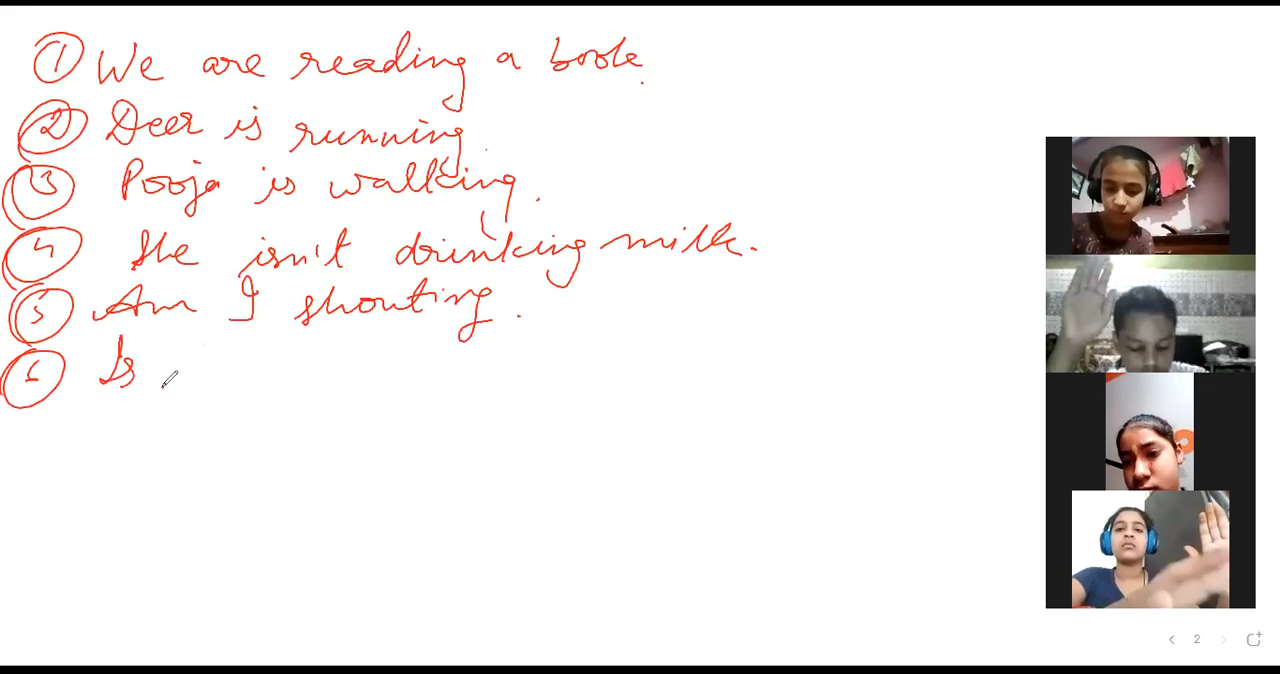 ① We are reading a book.
② Deer is running.
③ Pooja is walking.
④ She isn't drinking milk.
⑤ Am I shouting.
⑥ Is
2